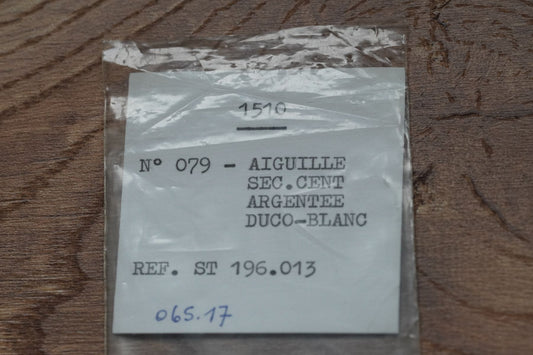 1510
N° 079 - AIGUILLE
SEC.CENT
ARGENTEE
DUCO-BLANC
REF. ST 196.013
065.17